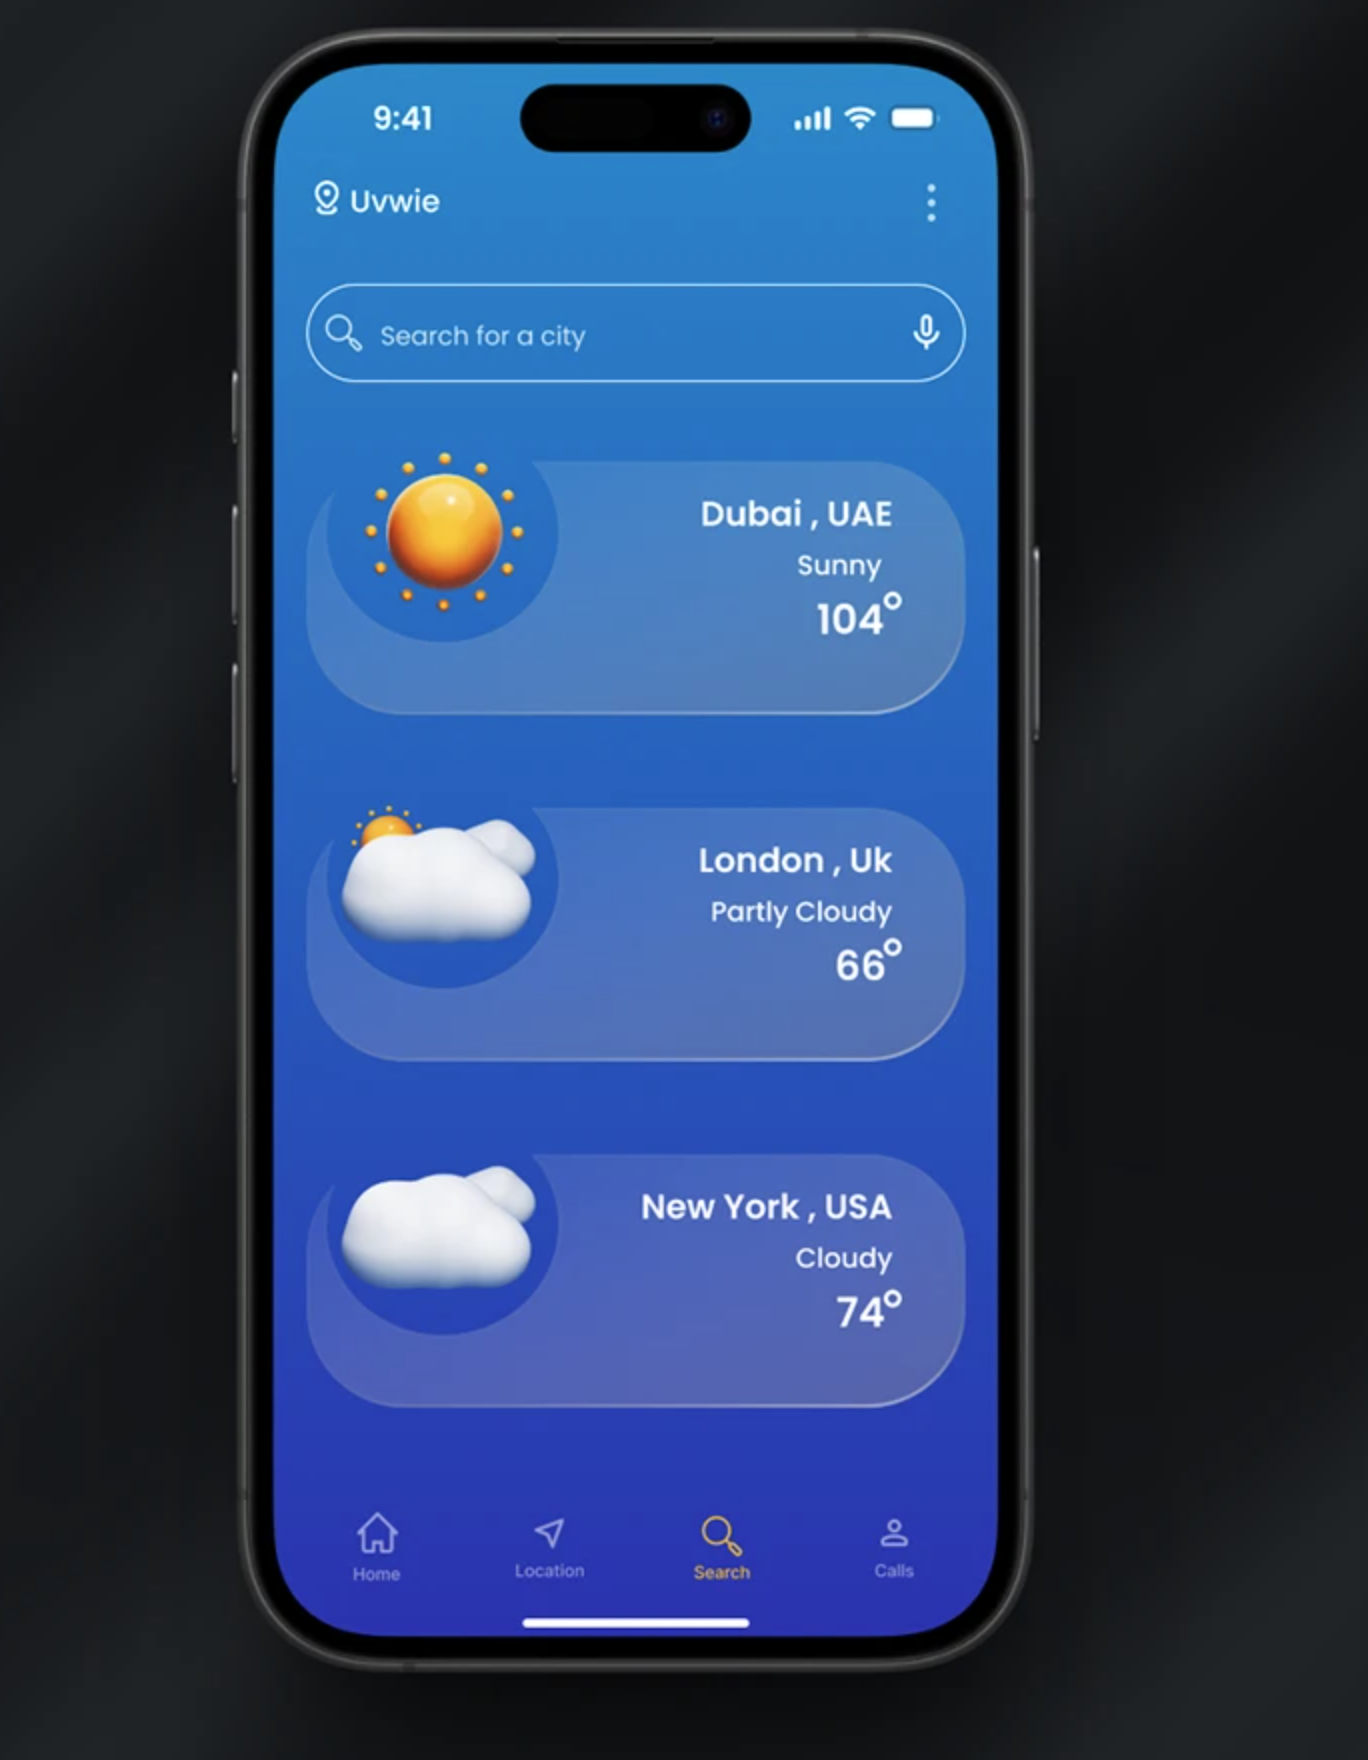 9:41
Uvwie
Search for a city
Dubai , UAE
Sunny
104°
London , Uk
Partly Cloudy
66°
New York , USA
Cloudy
74°
Home
Location
Search
Calls